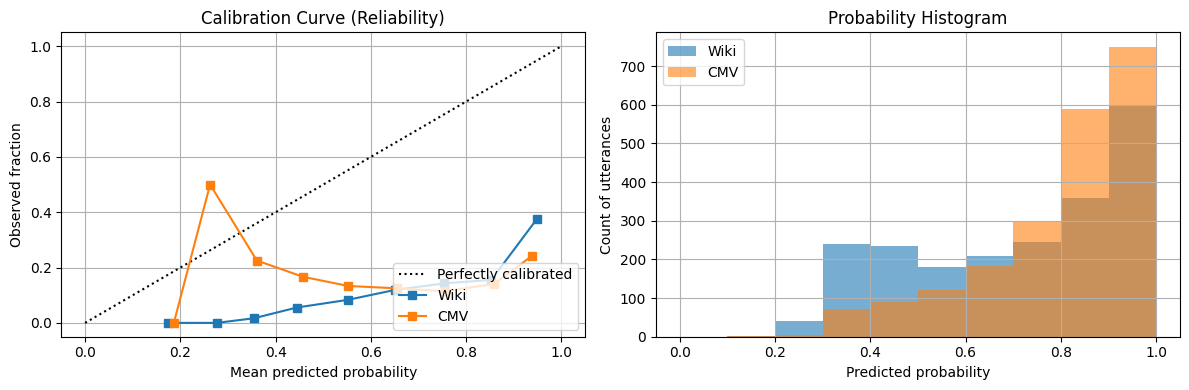 Calibration Curve (Reliability)
1.0
0.8
0.6
0.4
0.2
0.0
Observed fraction
Perfectly calibrated
Wiki
CMV
0.0 0.2 0.4 0.6 0.8 1.0
Mean predicted probability
Probability Histogram
Wiki
CMV
700
600
500
400
300
200
100
0
Count of utterances
0.0 0.2 0.4 0.6 0.8 1.0
Predicted probability